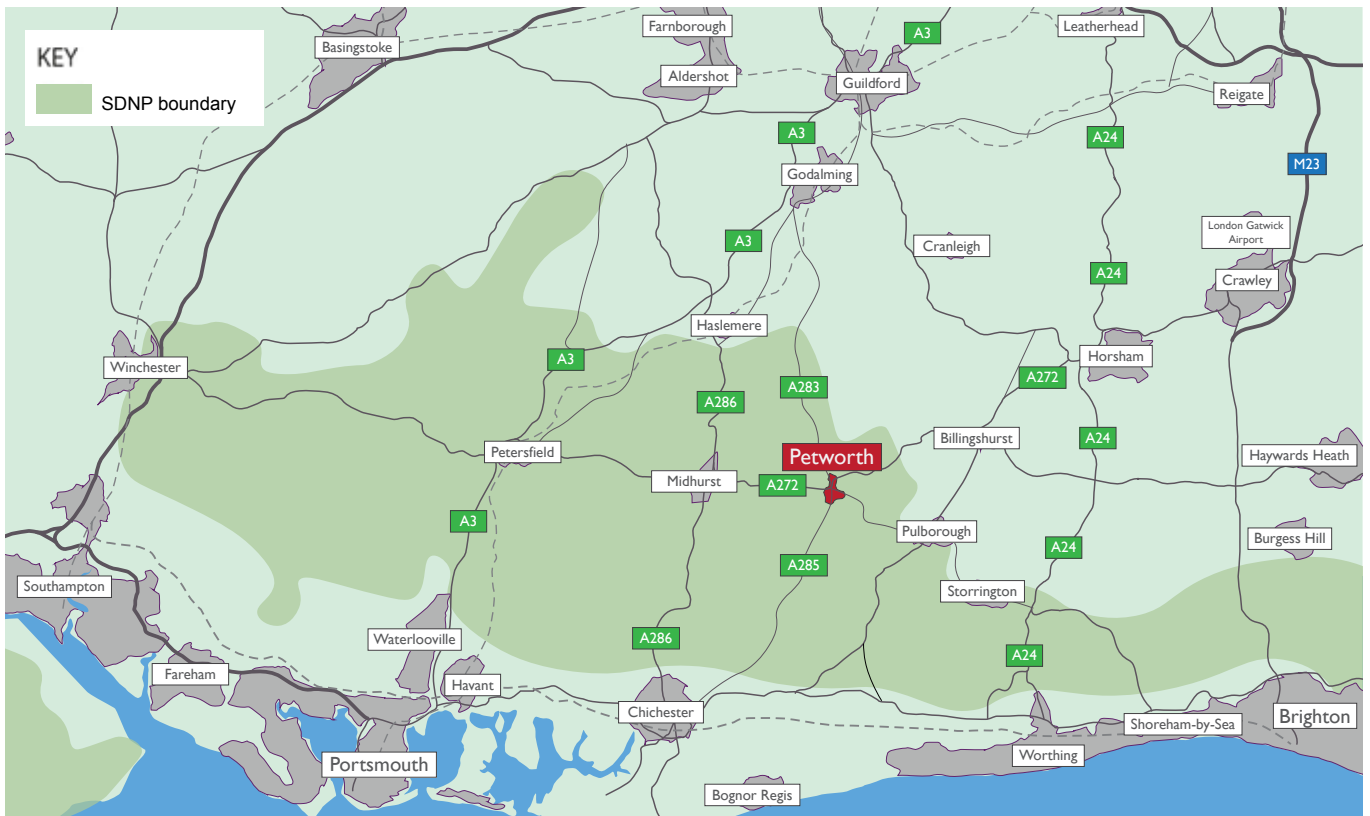 KEY
SDNP boundary
Basingstoke
Farnborough
Aldershot
A3
Guildford
Leatherhead
Reigate
A3
A24
M23
Godalming
A3
Cranleigh
London Gatwick
Airport
A24
Crawley
Haslemere
Winchester
A3
Horsham
A283
A272
A286
Petersfield
Petworth
Billingshurst
A24
Haywards Heath
Midhurst
A272
A3
Pulborough
Burgess Hill
A24
Southampton
A285
Storrington
Waterlooville
A286
A24
Fareham
Havant
Chichester
Shoreham-by-Sea
Brighton
Portsmouth
Worthing
Bognor Regis